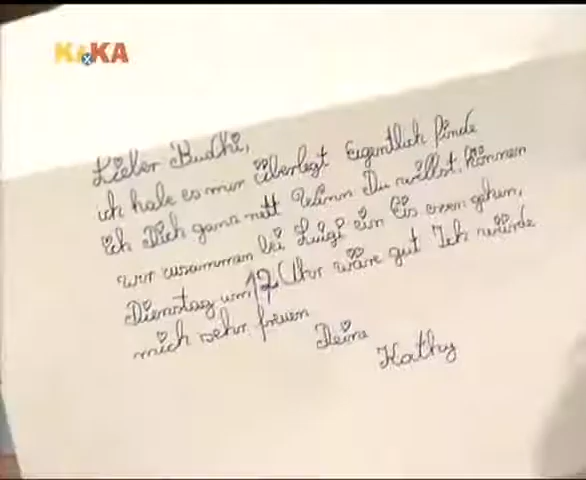 KiKA
Lieber Budhi,
ich habe es mir überlegt Eigentlich finde
ich Dich ganz nett Wenn Du willst, können
wir zusammen bei Luigi ein Eis essen gehen,
Dienstag um 17 Uhr wäre gut Ich würde
mich sehr freuen
Deine
Kathy